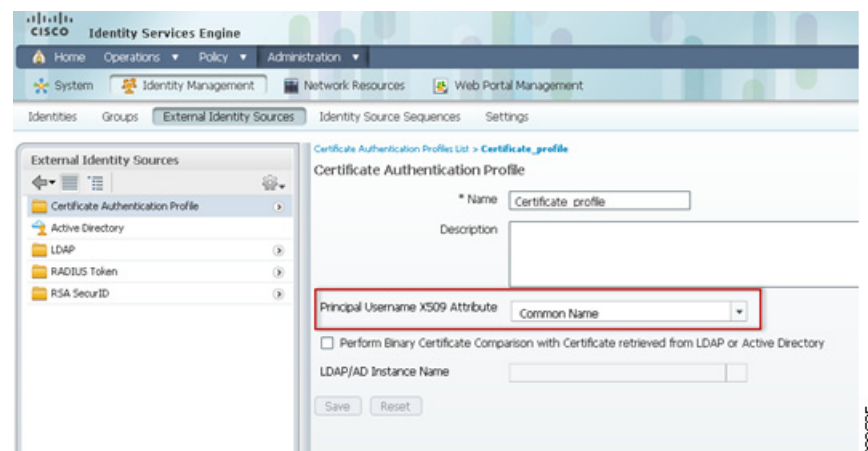 CISCO Identity Services Engine
Home Operations Policy Administration
System Identity Management Network Resources Web Portal Management
Identities Groups External Identity Sources Identity Source Sequences Settings
External Identity Sources
Certificate Authentication Profile
Active Directory
LDAP
RADIUS Token
RSA SecurID
Certificate Authentication Profiles List > Certificate_profile
Certificate Authentication Profile
* Name Certificate_profile
Description
Principal Username X509 Attribute Common Name
Perform Binary Certificate Comparison with Certificate retrieved from LDAP or Active Directory
LDAP/AD Instance Name
Save Reset